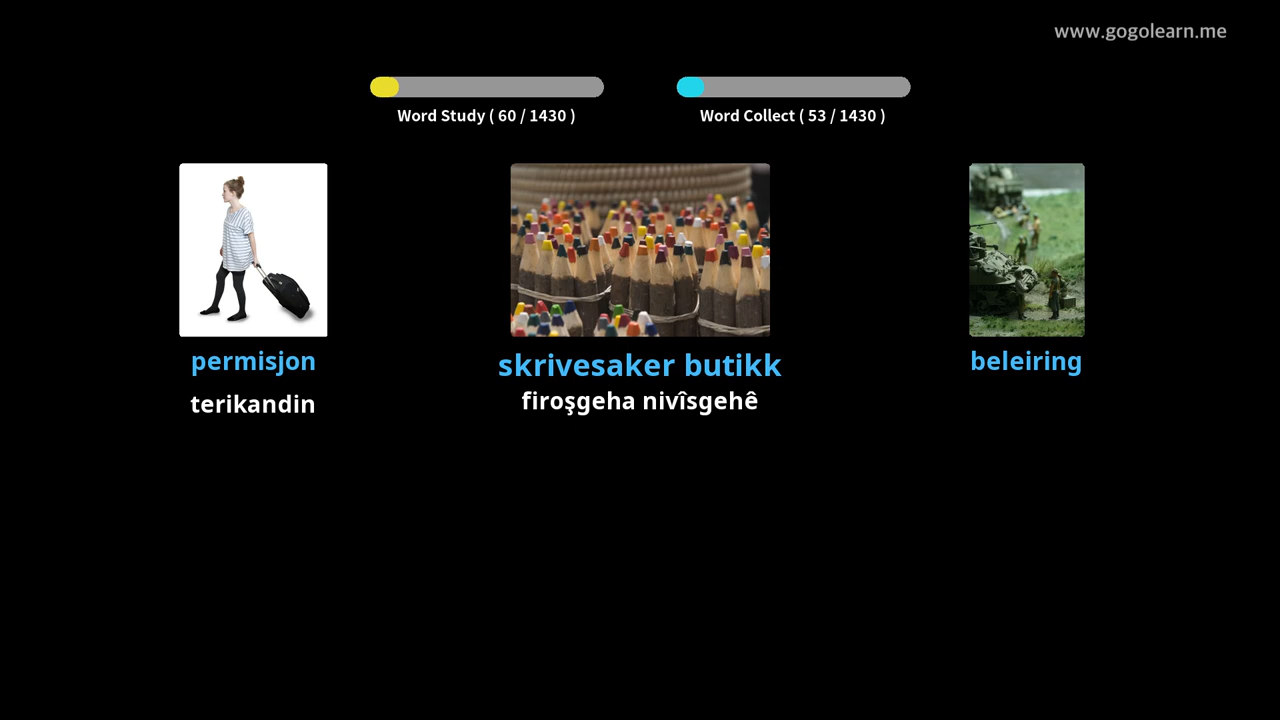 www.gogolearn.me
Word Study ( 60 / 1430 )
Word Collect ( 53 / 1430 )
permisjon
terikandin
skrivesaker butikk
firoşgeha nivîsgehê
beleiring